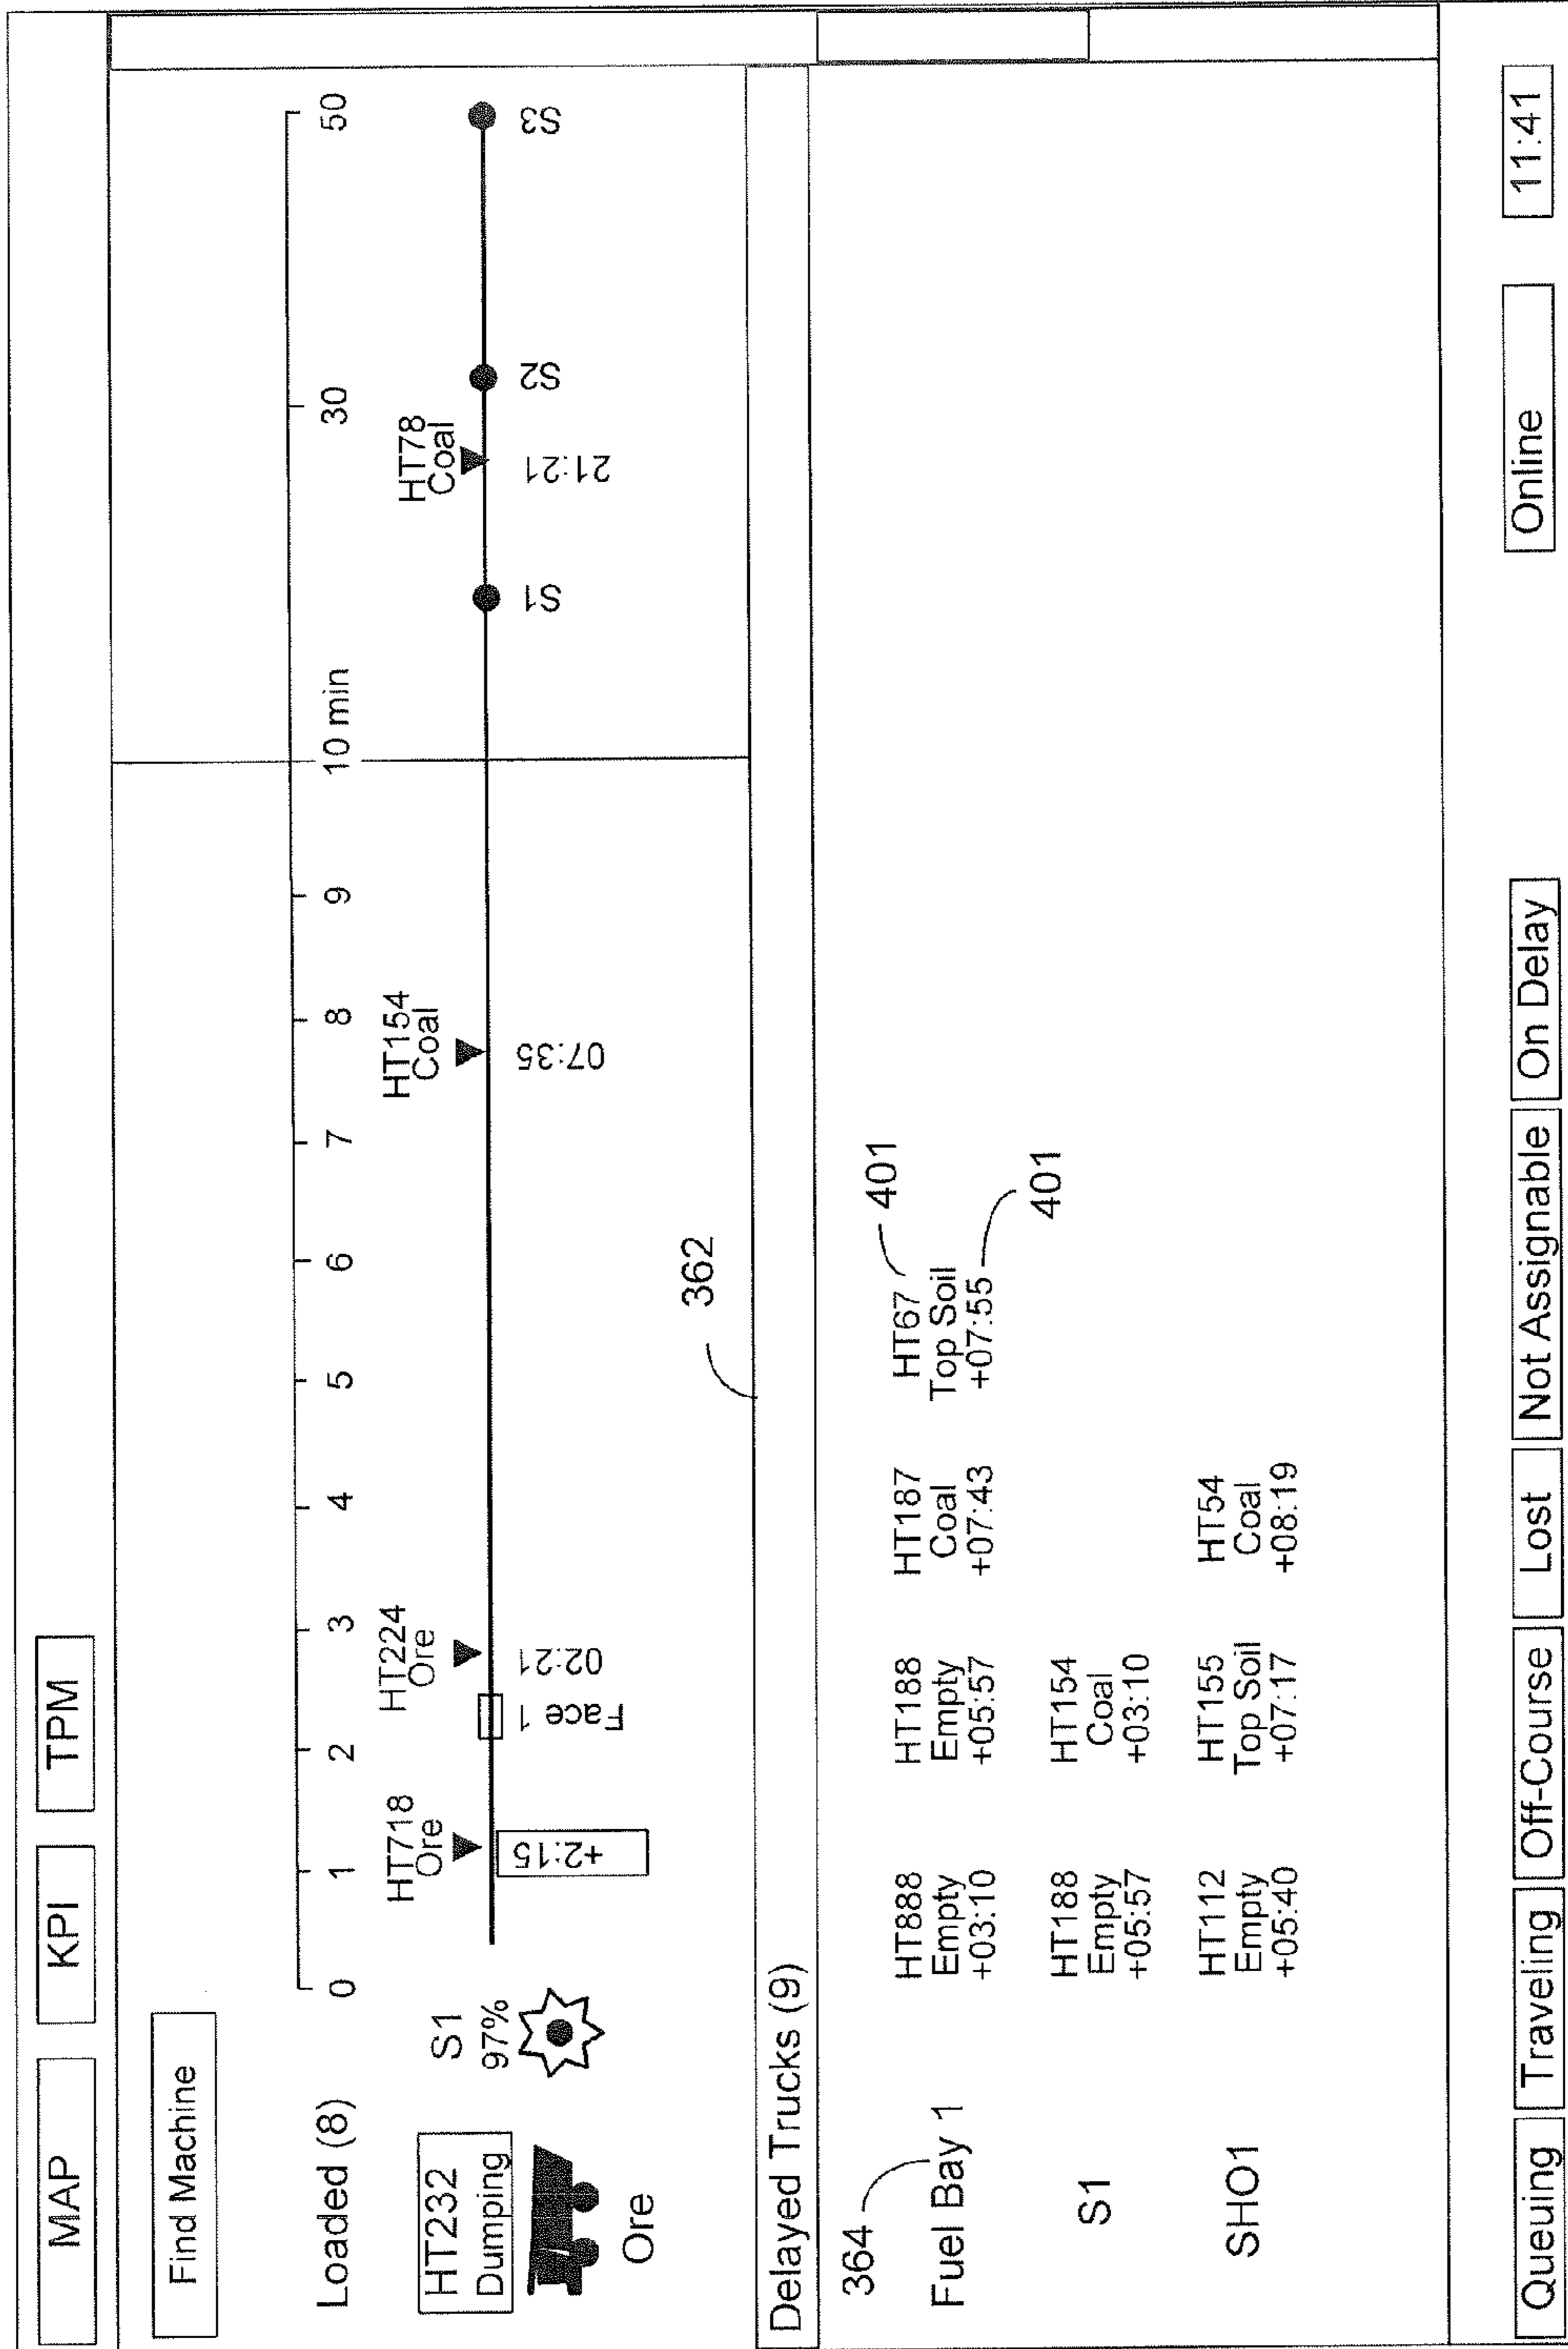 MAP KPI TPM
Find Machine
0 1 2 3 4 5 6 7 8 9 10 min 30 50
Loaded (8)
HT232
Dumping
Ore
S1
97%
HT718
Ore
+2:15
Face 1
HT224
Ore
02:21
HT154
Coal
07:35
S1
HT78
Coal
21:21
S2
S3
362
Delayed Trucks (9)
364
Fuel Bay 1
HT888
Empty
+03:10
HT188
Empty
+05:57
HT187
Coal
+07:43
HT67
Top Soil
+07:55
401
401
S1
HT188
Empty
+05:57
HT154
Coal
+03:10
SHO1
HT112
Empty
+05:40
HT155
Top Soil
+07:17
HT54
Coal
+08:19
Queuing Traveling Off-Course Lost Not Assignable On Delay Online 11:41